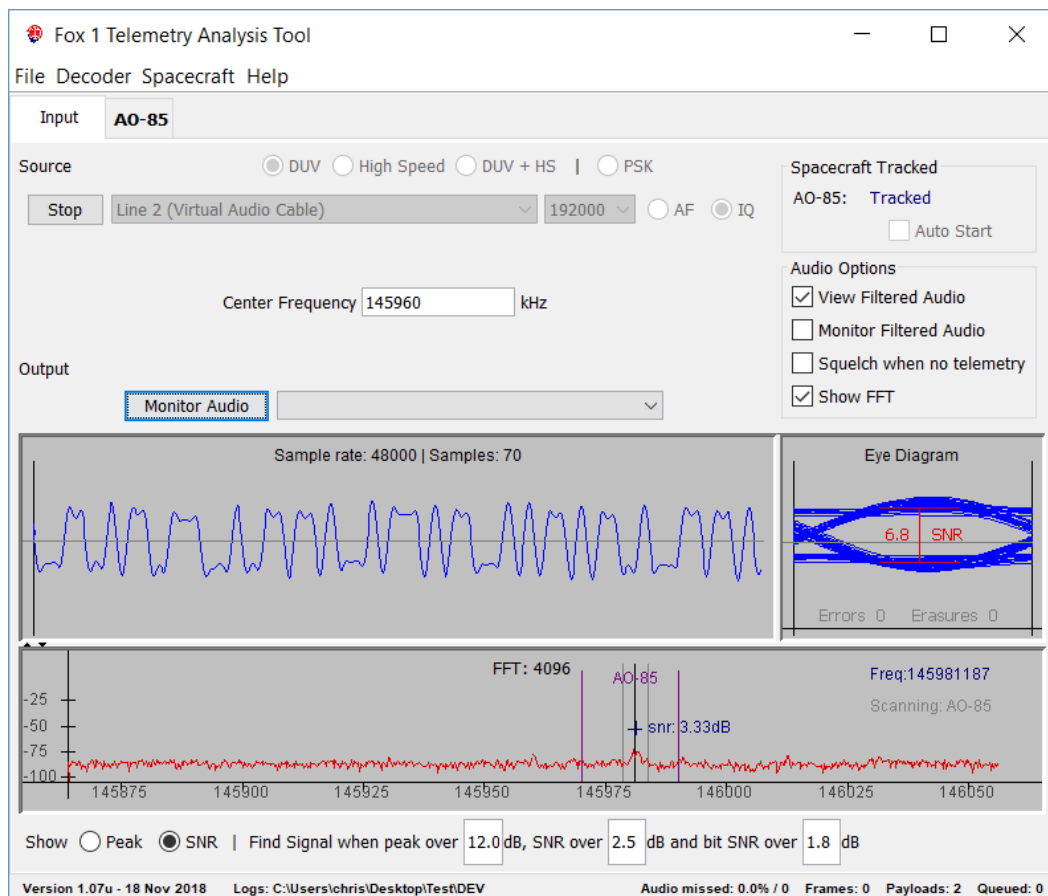 Fox 1 Telemetry Analysis Tool
File Decoder Spacecraft Help
Input AO-85
Source DUV High Speed DUV + HS | PSK
Stop Line 2 (Virtual Audio Cable) 192000 AF IQ
Spacecraft Tracked
AO-85: Tracked
Auto Start
Center Frequency 145960 kHz
Audio Options
View Filtered Audio
Monitor Filtered Audio
Squelch when no telemetry
Show FFT
Output
Monitor Audio
Sample rate: 48000 | Samples: 70
Eye Diagram
6.8 SNR
Errors 0 Erasures 0
FFT: 4096
AO-85
Freq:145981187
Scanning: AO-85
snr: 3.33dB
-25
-50
-75
-100
145875 145900 145925 145950 145975 146000 146025 146050
Show Peak SNR | Find Signal when peak over 12.0 dB, SNR over 2.5 dB and bit SNR over 1.8 dB
Version 1.07u - 18 Nov 2018 Logs: C:\Users\chris\Desktop\Test\DEV Audio missed: 0.0% / 0 Frames: 0 Payloads: 2 Queued: 0